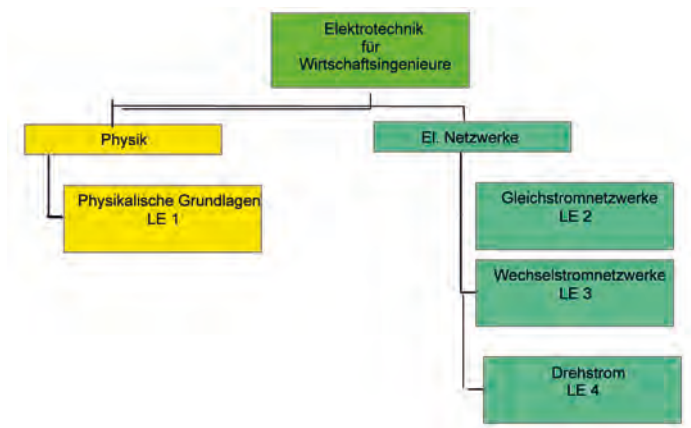 Elektrotechnik
für
Wirtschaftsingenieure
Physik
El. Netzwerke
Physikalische Grundlagen
LE 1
Gleichstromnetzwerke
LE 2
Wechselstromnetzwerke
LE 3
Drehstrom
LE 4